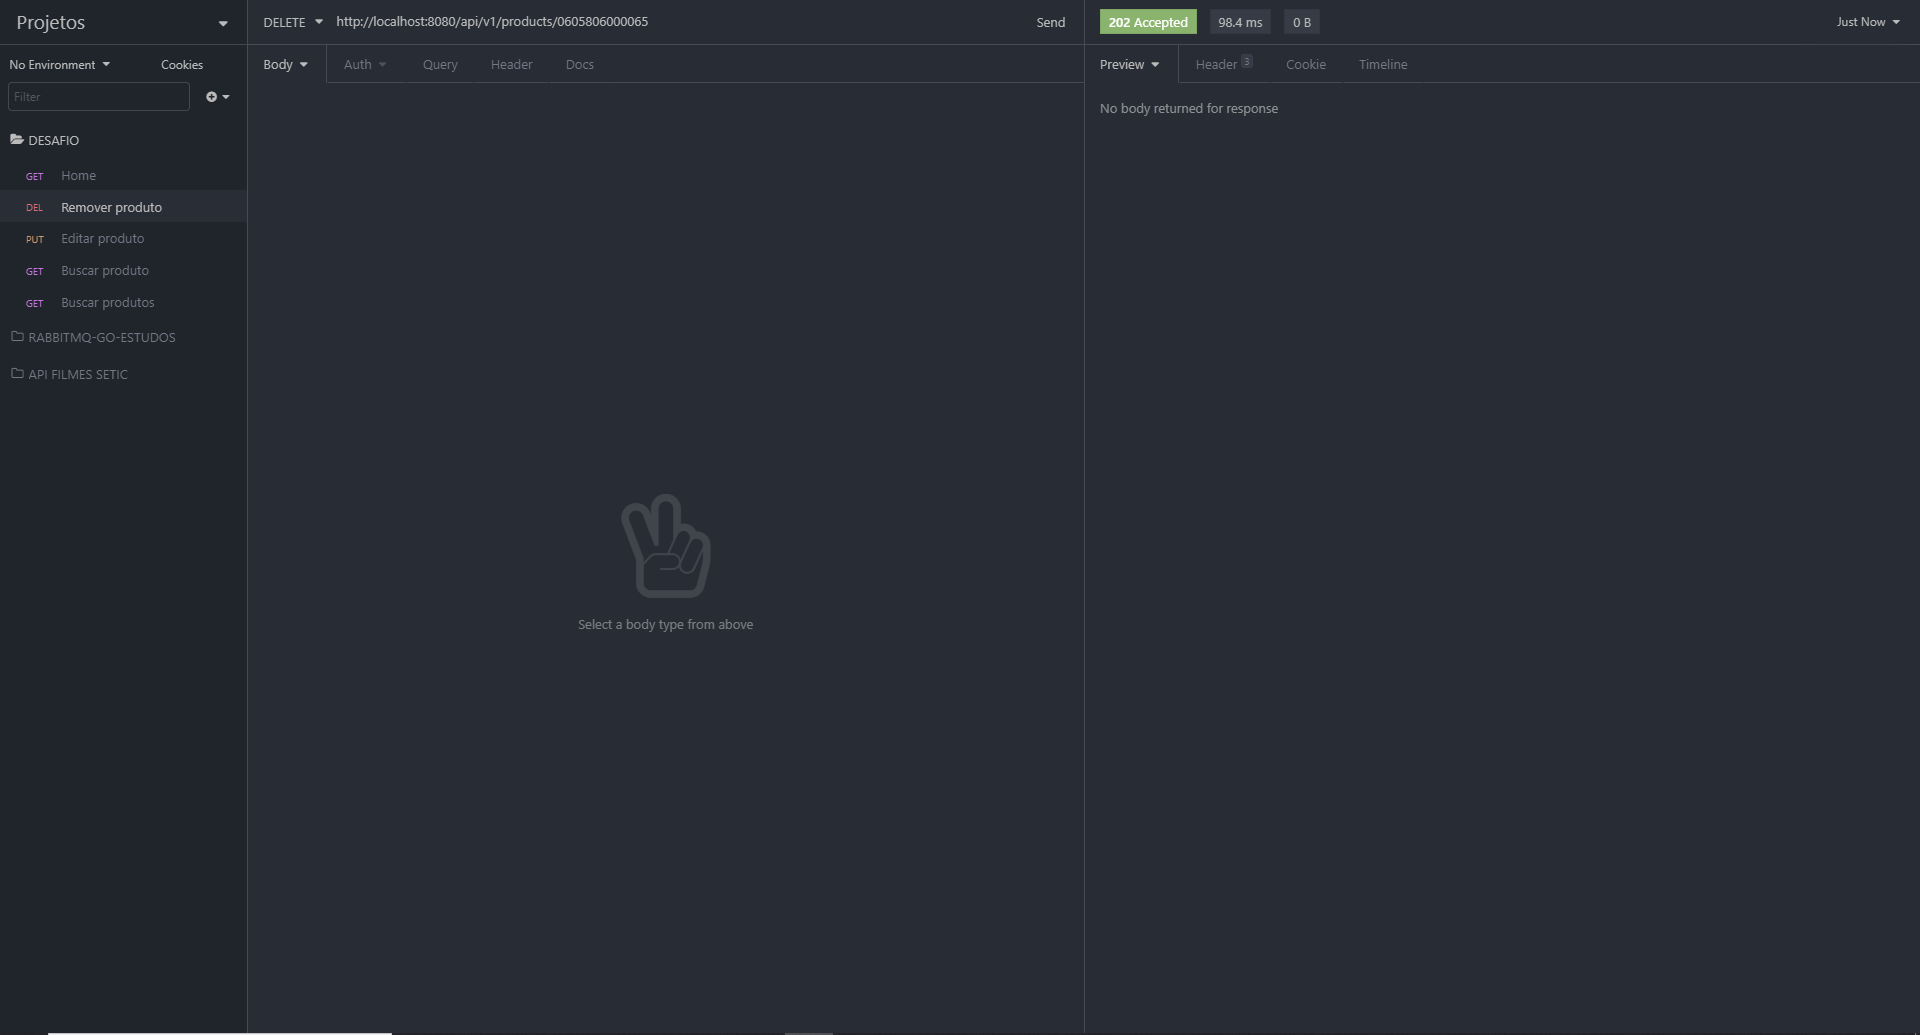 Projetos
No Environment
Cookies
Filter
DESAFIO
GET Home
DEL Remover produto
PUT Editar produto
GET Buscar produto
GET Buscar produtos
RABBITMQ-GO-ESTUDOS
API FILMES SETIC
DELETE http://localhost:8080/api/v1/products/0605806000065 Send
Body Auth Query Header Docs
Select a body type from above
202 Accepted 98.4 ms 0 B Just Now
Preview Header 3 Cookie Timeline
No body returned for response